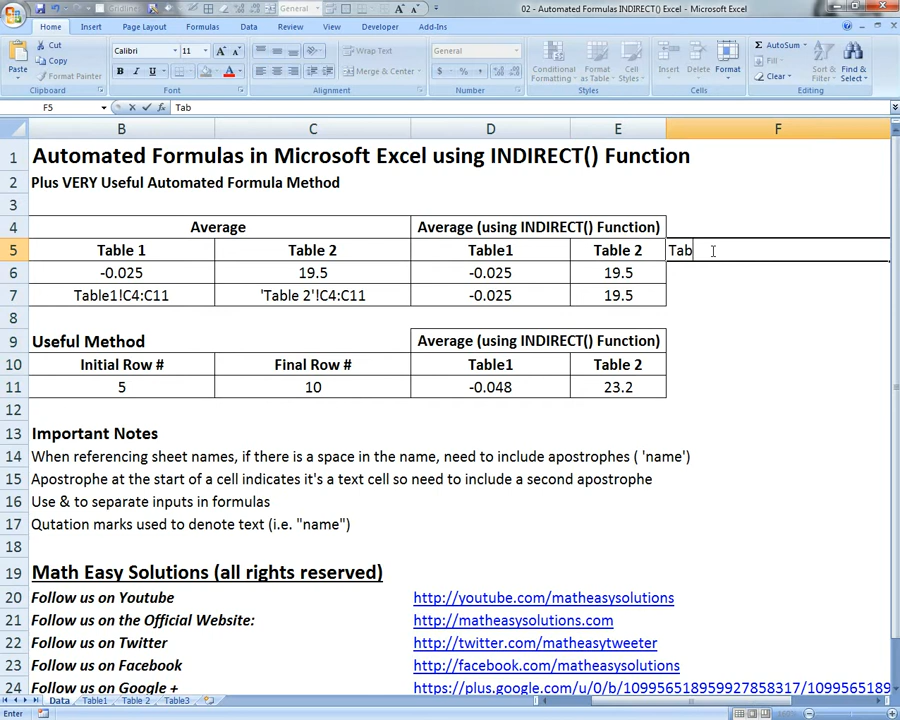 02 - Automated Formulas INDIRECT() Excel - Microsoft Excel
Home Insert Page Layout Formulas Data Review View Developer Add-Ins
Cut
Copy
Format Painter
Paste
Clipboard
Calibri 11
Font
Wrap Text
Merge & Center
Alignment
General
Number
Conditional Formatting
Format as Table
Cell Styles
Styles
Insert Delete Format
Cells
AutoSum
Fill
Clear
Sort & Filter
Find & Select
Editing
F5 Tab
B C D E F
1 Automated Formulas in Microsoft Excel using INDIRECT() Function
2 Plus VERY Useful Automated Formula Method
3
4 Average Average (using INDIRECT() Function)
5 Table 1 Table 2 Table1 Table 2 Tab
6 -0.025 19.5 -0.025 19.5
7 Table1!C4:C11 'Table 2'!C4:C11 -0.025 19.5
8
9 Useful Method Average (using INDIRECT() Function)
10 Initial Row # Final Row # Table1 Table 2
11 5 10 -0.048 23.2
12
13 Important Notes
14 When referencing sheet names, if there is a space in the name, need to include apostrophes ( 'name')
15 Apostrophe at the start of a cell indicates it's a text cell so need to include a second apostrophe
16 Use & to separate inputs in formulas
17 Qutation marks used to denote text (i.e. "name")
18
19 Math Easy Solutions (all rights reserved)
20 Follow us on Youtube http://youtube.com/matheasysolutions
21 Follow us on the Official Website: http://matheasysolutions.com
22 Follow us on Twitter http://twitter.com/matheasytweeter
23 Follow us on Facebook http://facebook.com/matheasysolutions
24 Follow us on Google + https://plus.google.com/u/0/b/109956518959927858317/1099565189
Data Table1 Table 2 Table3
Enter